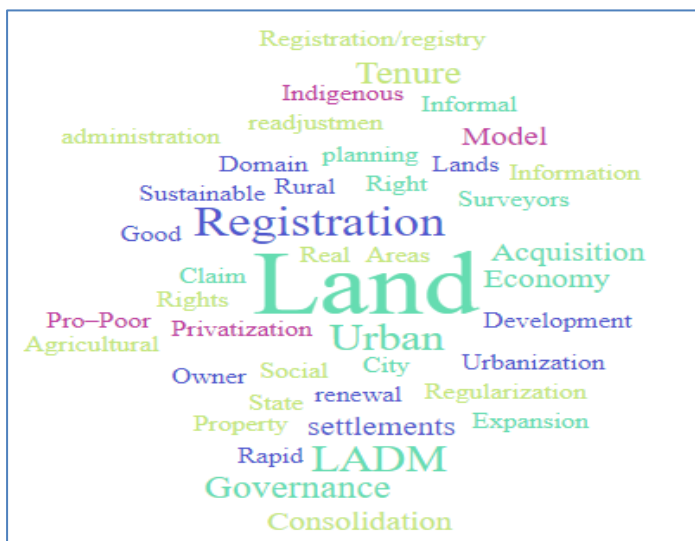 Registration/registry
Tenure
Indigenous Informal
administration readjustmen Model
Domain planning Lands Information
Sustainable Rural Right Surveyors
Good Registration
Real Areas Acquisition
Claim Land Economy
Rights
Pro-Poor Privatization Urban Development
Agricultural
Owner Social City Urbanization
State renewal Regularization
Property settlements Expansion
Rapid LADM
Governance
Consolidation